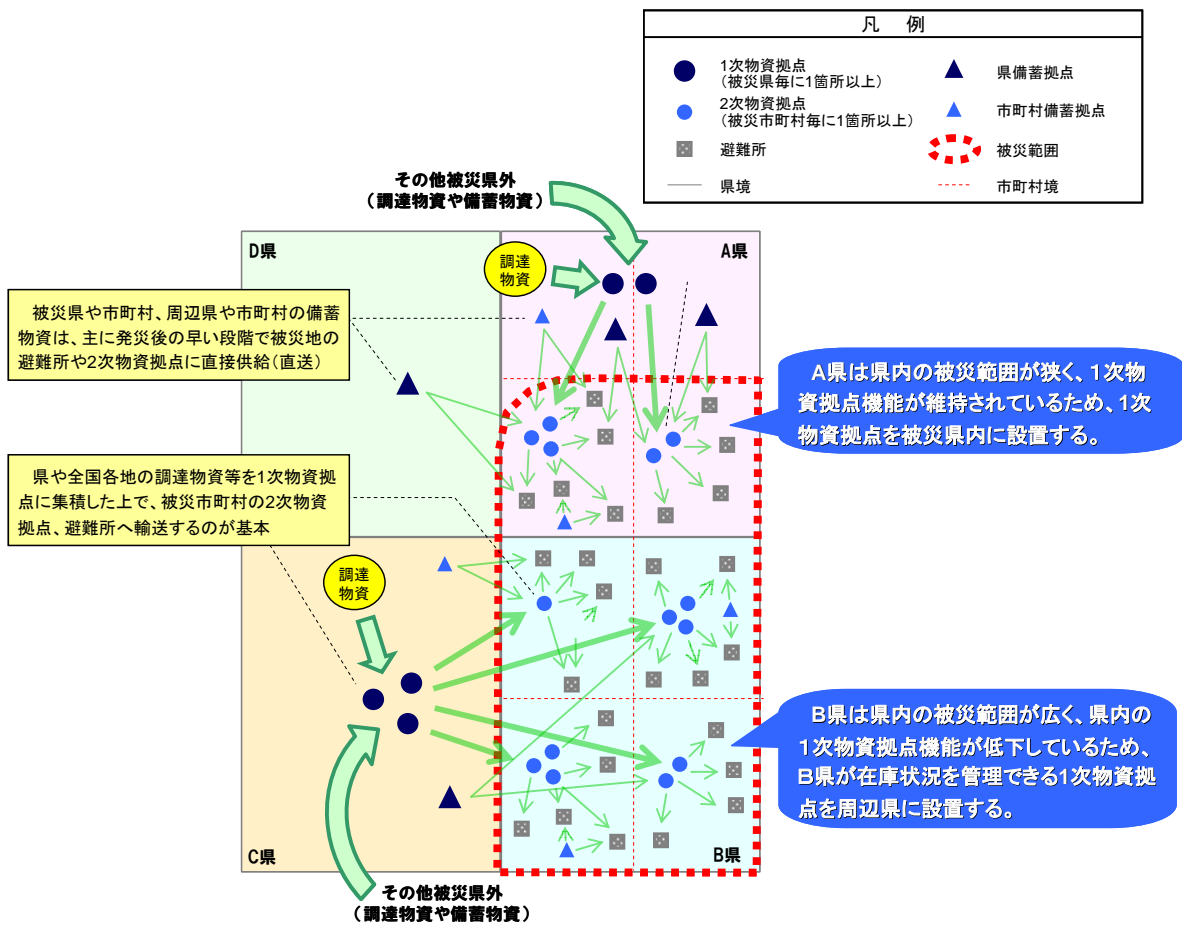 凡　例
1次物資拠点
（被災県毎に1箇所以上）
2次物資拠点
（被災市町村毎に1箇所以上）
避難所
県境
県備蓄拠点
市町村備蓄拠点
被災範囲
市町村境
その他被災県外
（調達物資や備蓄物資）
D県
A県
調達
物資
被災県や市町村、周辺県や市町村の備蓄
物資は、主に発災後の早い段階で被災地の
避難所や2次物資拠点に直接供給（直送）
A県は県内の被災範囲が狭く、1次物
資拠点機能が維持されているため、1次
物資拠点を被災県内に設置する。
県や全国各地の調達物資等を1次物資拠
点に集積した上で、被災市町村の2次物資
拠点、避難所へ輸送するのが基本
調達
物資
B県は県内の被災範囲が広く、県内の
1次物資拠点機能が低下しているため、
B県が在庫状況を管理できる1次物資拠
点を周辺県に設置する。
C県
B県
その他被災県外
（調達物資や備蓄物資）